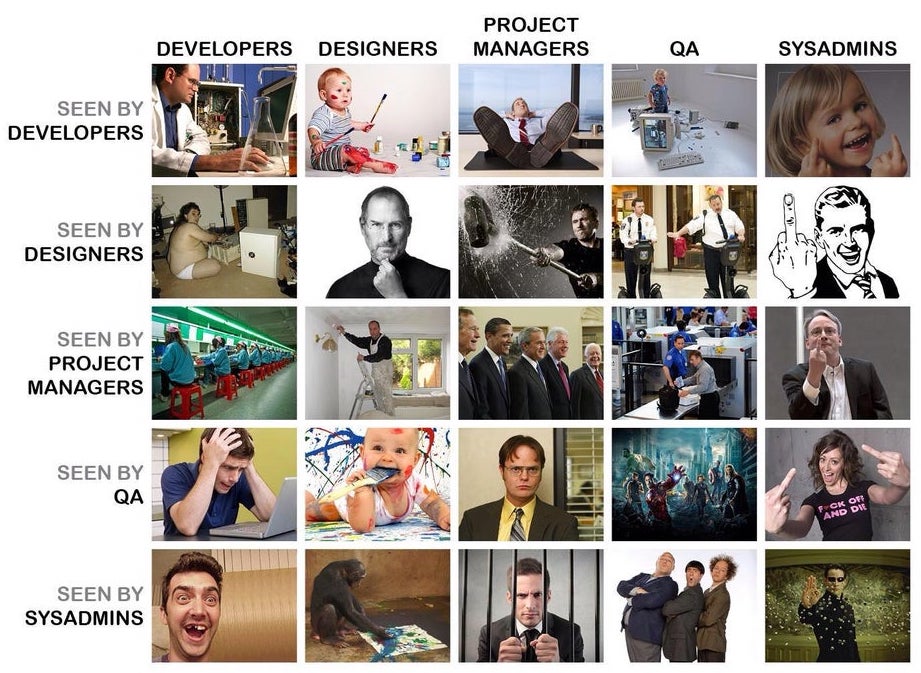 DEVELOPERS
DESIGNERS
PROJECT
MANAGERS
QA
SYSADMINS
SEEN BY
DEVELOPERS
SEEN BY
DESIGNERS
SEEN BY
PROJECT
MANAGERS
SEEN BY
QA
F*CK OFF
AND DIE
SEEN BY
SYSADMINS